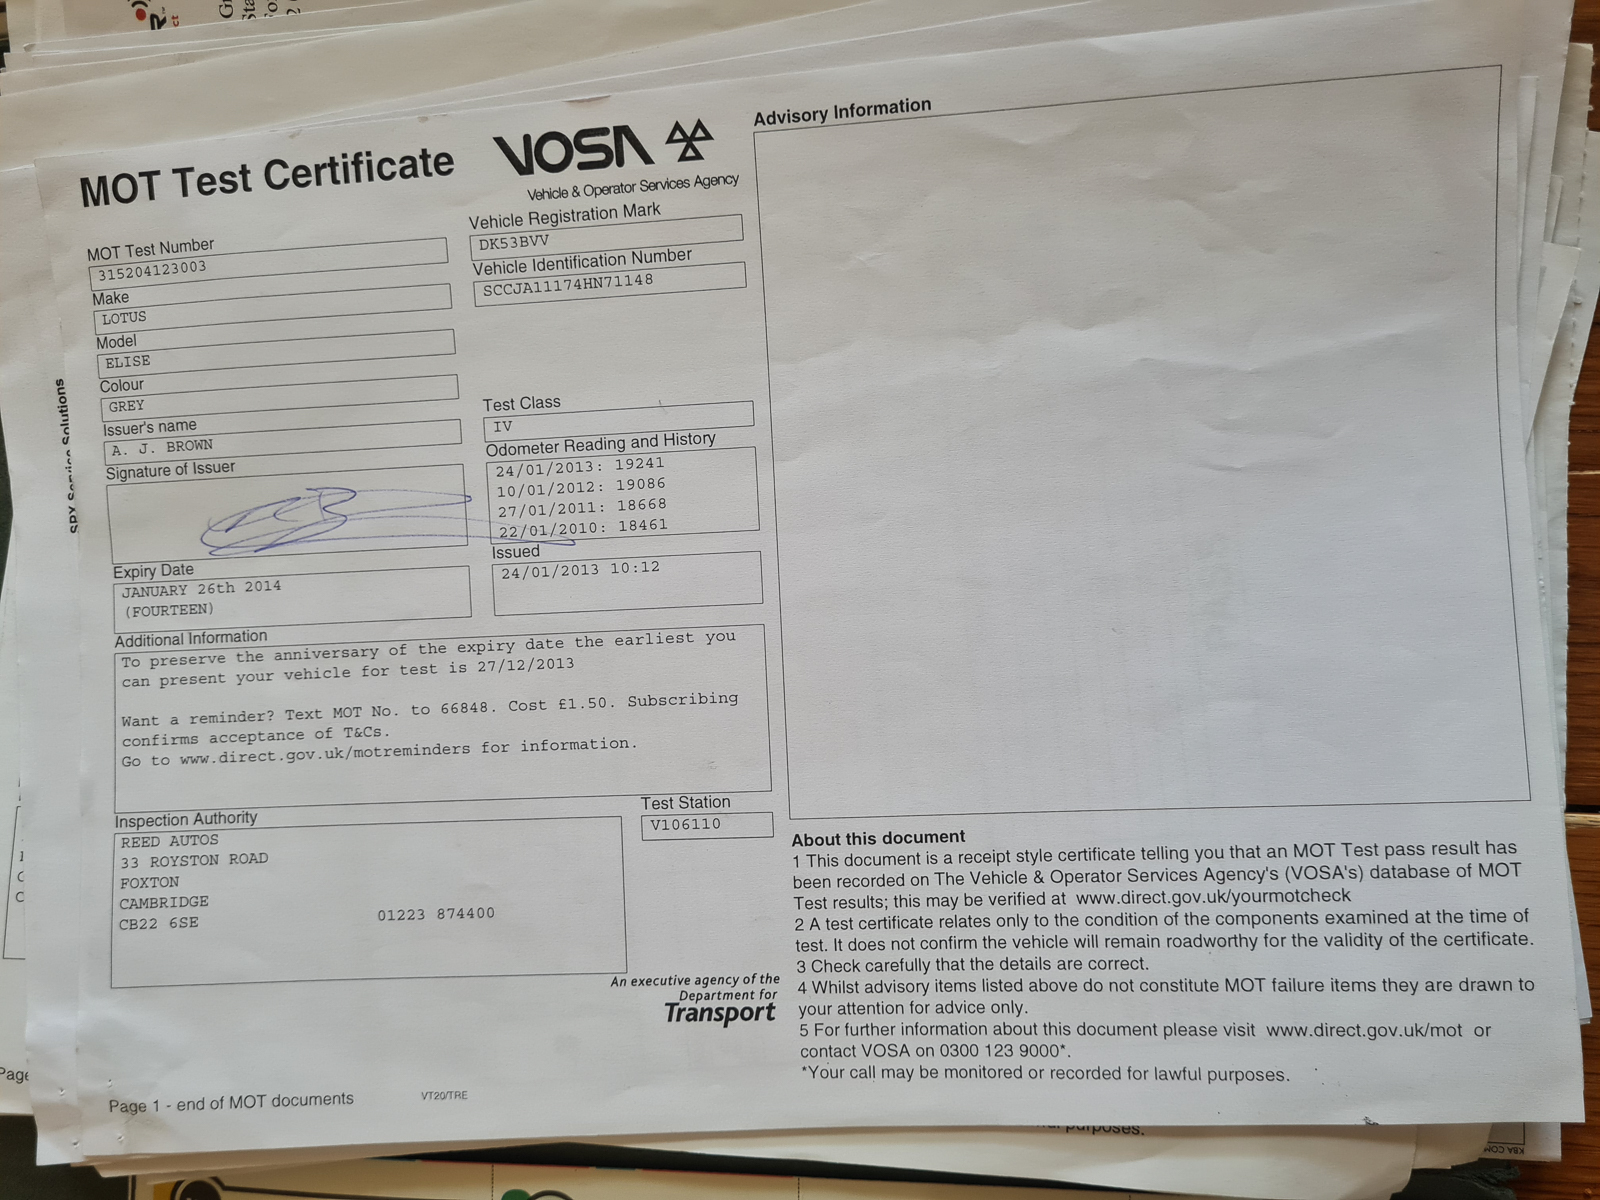 MOT Test Certificate
VOSA
Vehicle & Operator Services Agency
MOT Test Number
315204123003
Make
LOTUS
Model
ELISE
Colour
GREY
Issuer's name
A. J. BROWN
Signature of Issuer
Expiry Date
JANUARY 26th 2014
(FOURTEEN)
Vehicle Registration Mark
DK53BVV
Vehicle Identification Number
SCCJA11174HN71148
Test Class
IV
Odometer Reading and History
24/01/2013: 19241
10/01/2012: 19086
27/01/2011: 18668
22/01/2010: 18461
Issued
24/01/2013 10:12
Additional Information
To preserve the anniversary of the expiry date the earliest you
can present your vehicle for test is 27/12/2013
Want a reminder? Text MOT No. to 66848. Cost £1.50. Subscribing
confirms acceptance of T&Cs.
Go to www.direct.gov.uk/motreminders for information.
Inspection Authority
REED AUTOS
33 ROYSTON ROAD
FOXTON
CAMBRIDGE
CB22 6SE
01223 874400
Test Station
V106110
An executive agency of the
Department for
Transport
Page 1 - end of MOT documents
VT20/TRE
Advisory Information
About this document
1 This document is a receipt style certificate telling you that an MOT Test pass result has
been recorded on The Vehicle & Operator Services Agency's (VOSA's) database of MOT
Test results; this may be verified at www.direct.gov.uk/yourmotcheck
2 A test certificate relates only to the condition of the components examined at the time of
test. It does not confirm the vehicle will remain roadworthy for the validity of the certificate.
3 Check carefully that the details are correct.
4 Whilst advisory items listed above do not constitute MOT failure items they are drawn to
your attention for advice only.
5 For further information about this document please visit www.direct.gov.uk/mot or
contact VOSA on 0300 123 9000*.
*Your call may be monitored or recorded for lawful purposes.
purposes.
Solutions
Page